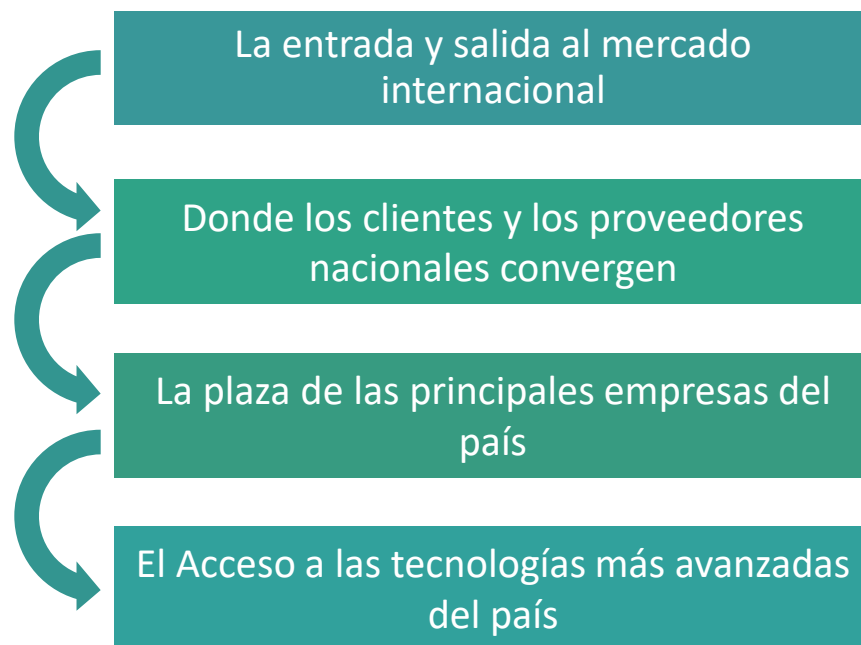 La entrada y salida al mercado
internacional
Donde los clientes y los proveedores
nacionales convergen
La plaza de las principales empresas del
país
El Acceso a las tecnologías más avanzadas
del país